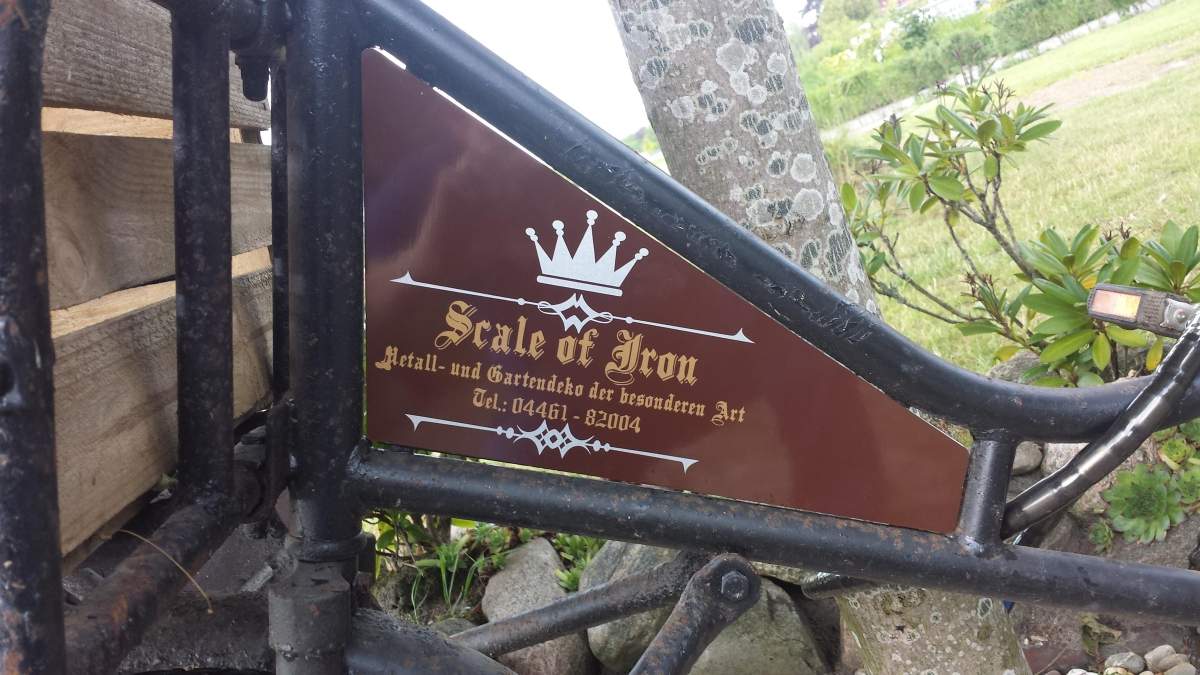 Scale of Iron
Metall- und Gartendeko der besonderen Art
Tel.: 04461 - 82004